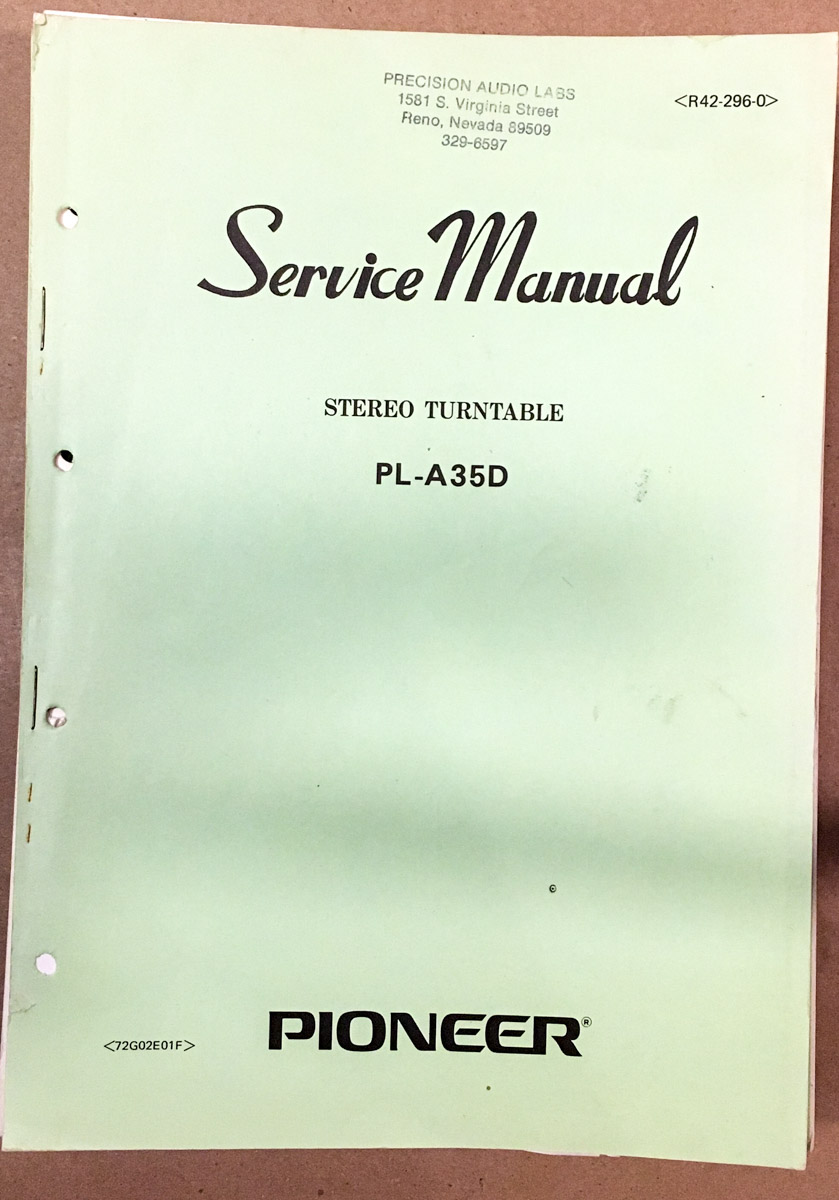 PRECISION AUDIO LABS
1581 S. Virginia Street
Reno, Nevada 89509
329-6597
<R42-296-0>
Service Manual
STEREO TURNTABLE
PL-A35D
©
<72G02E01F>
PIONEER®